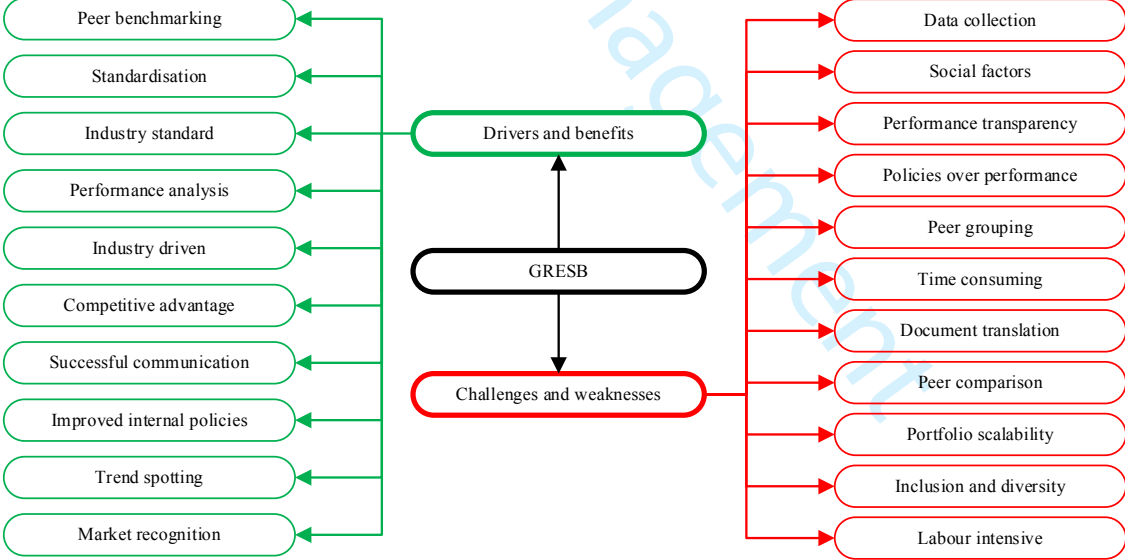 Peer benchmarking
Standardisation
Industry standard
Performance analysis
Industry driven
Competitive advantage
Successful communication
Improved internal policies
Trend spotting
Market recognition
Drivers and benefits
GRESB
Challenges and weaknesses
Data collection
Social factors
Performance transparency
Policies over performance
Peer grouping
Time consuming
Document translation
Peer comparison
Portfolio scalability
Inclusion and diversity
Labour intensive
nagement